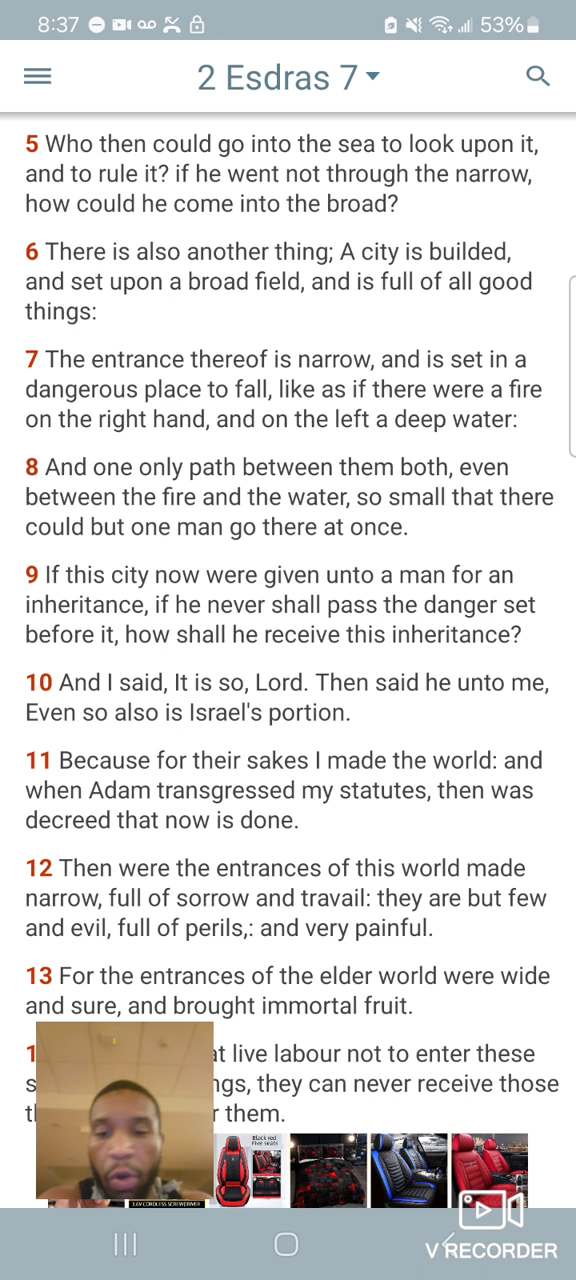 8:37
53%
2 Esdras 7
5 Who then could go into the sea to look upon it,
and to rule it? if he went not through the narrow,
how could he come into the broad?
6 There is also another thing; A city is builded,
and set upon a broad field, and is full of all good
things:
7 The entrance thereof is narrow, and is set in a
dangerous place to fall, like as if there were a fire
on the right hand, and on the left a deep water:
8 And one only path between them both, even
between the fire and the water, so small that there
could but one man go there at once.
9 If this city now were given unto a man for an
inheritance, if he never shall pass the danger set
before it, how shall he receive this inheritance?
10 And I said, It is so, Lord. Then said he unto me,
Even so also is Israel's portion.
11 Because for their sakes I made the world: and
when Adam transgressed my statutes, then was
decreed that now is done.
12 Then were the entrances of this world made
narrow, full of sorrow and travail: they are but few
and evil, full of perils,: and very painful.
13 For the entrances of the elder world were wide
and sure, and brought immortal fruit.
live labour not to enter these
they can never receive those
them.
Black red
Five seats
3.6V CORDLESS SCREWDRIVER
V RECORDER